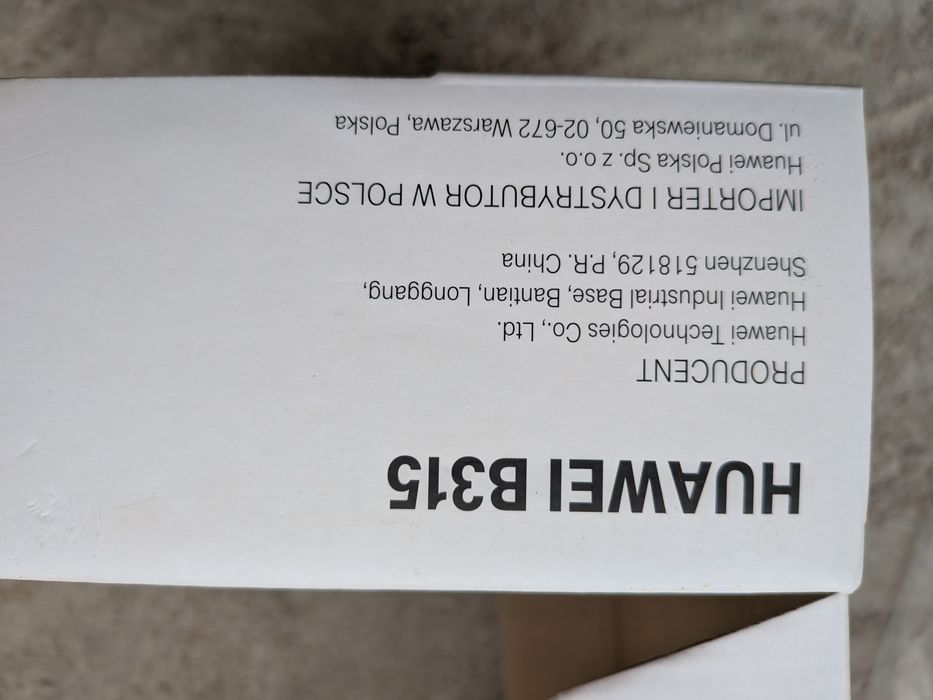 HUAWEI B315
PRODUCENT
Huawei Technologies Co., Ltd.
Huawei Industrial Base, Bantian, Longgang,
Shenzhen 518129, P.R. China
IMPORTER I DYSTRYBUTOR W POLSCE
Huawei Polska Sp. z o.o.
ul. Domaniewska 50, 02-672 Warszawa, Polska